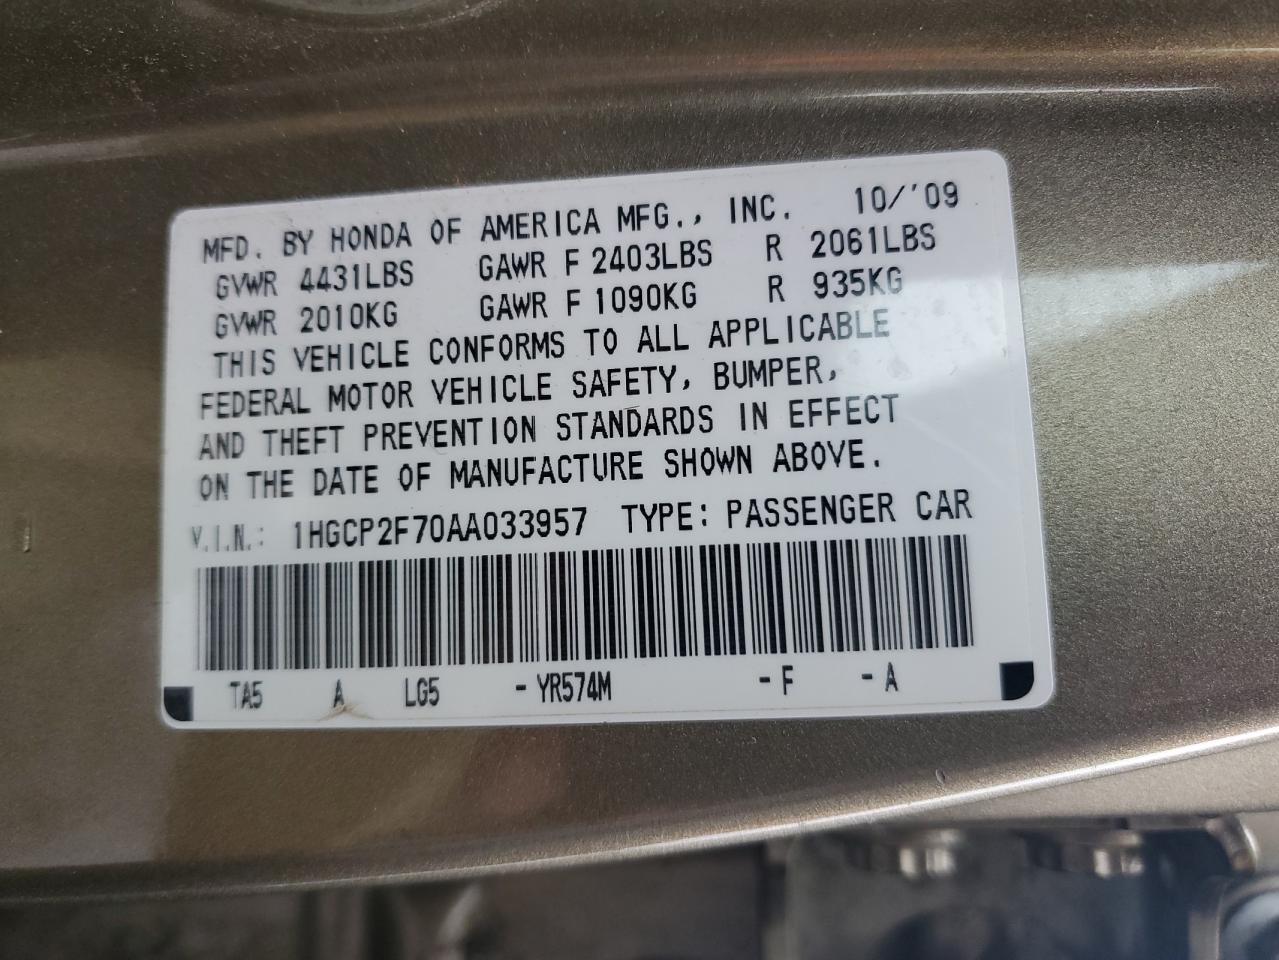 MFD. BY HONDA OF AMERICA MFG., INC. 10/'09
GVWR 4431LBS GAWR F 2403LBS R 2061LBS
GVWR 2010KG GAWR F 1090KG R 935KG
THIS VEHICLE CONFORMS TO ALL APPLICABLE
FEDERAL MOTOR VEHICLE SAFETY, BUMPER,
AND THEFT PREVENTION STANDARDS IN EFFECT
ON THE DATE OF MANUFACTURE SHOWN ABOVE.
V.I.N.: 1HGCP2F70AA033957 TYPE: PASSENGER CAR
TA5 A LG5 - YR574M - F - A